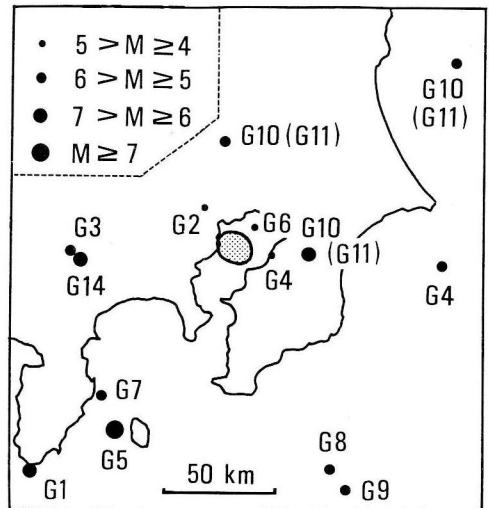 5 > M ≥ 4
6 > M ≥ 5
7 > M ≥ 6
M ≥ 7
G10
(G11)
G10 (G11)
G2
G6
G10
(G11)
G3
G14
G4
G4
G7
G5
G1
50 km
G8
G9